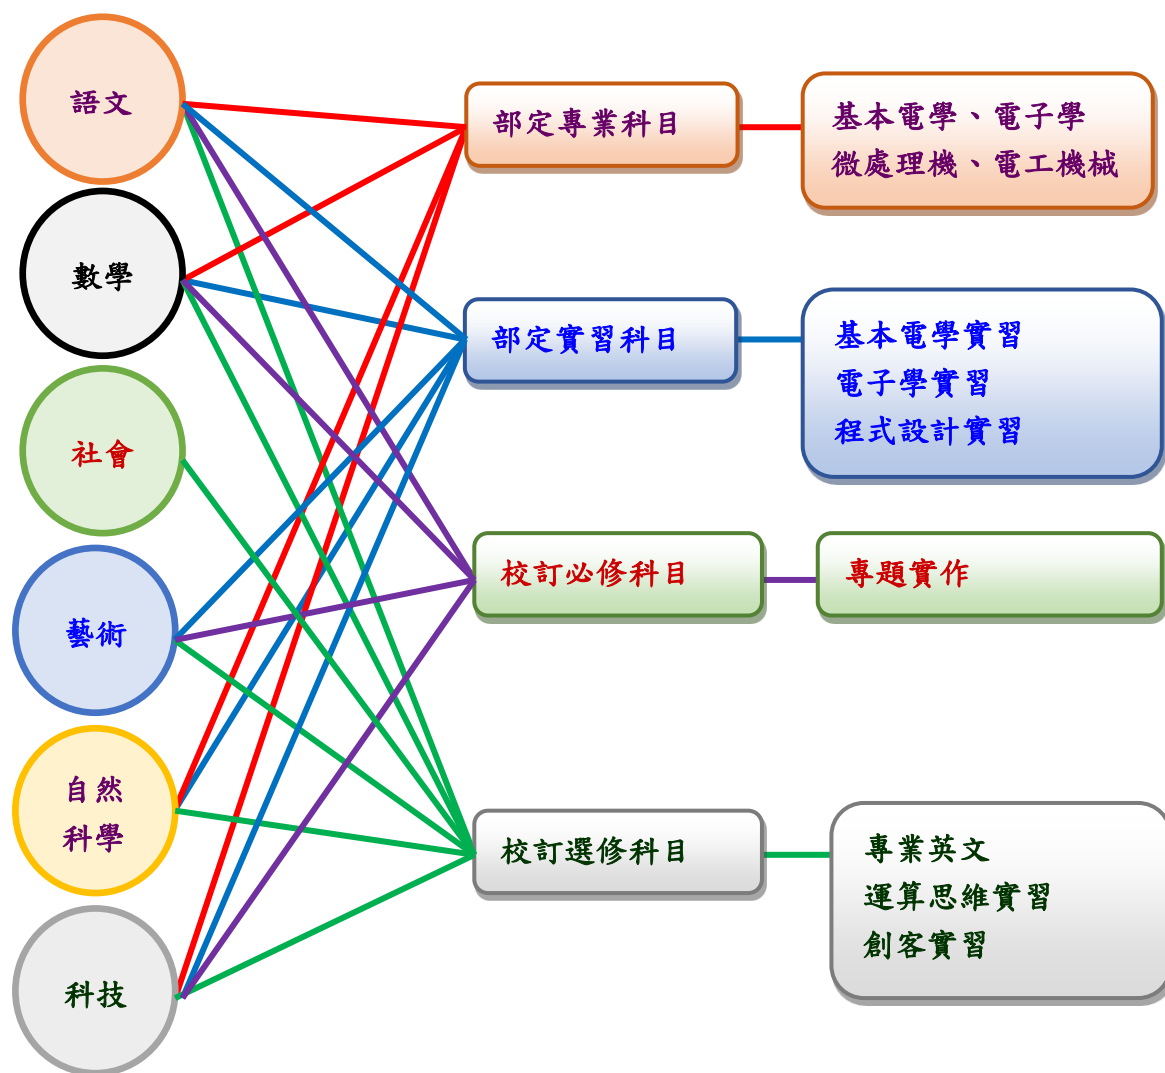 語文
數學
社會
藝術
自然
科學
科技
部定專業科目
部定實習科目
校訂必修科目
校訂選修科目
基本電學、電子學
微處理機、電工機械
基本電學實習
電子學實習
程式設計實習
專題實作
專業英文
運算思維實習
創客實習